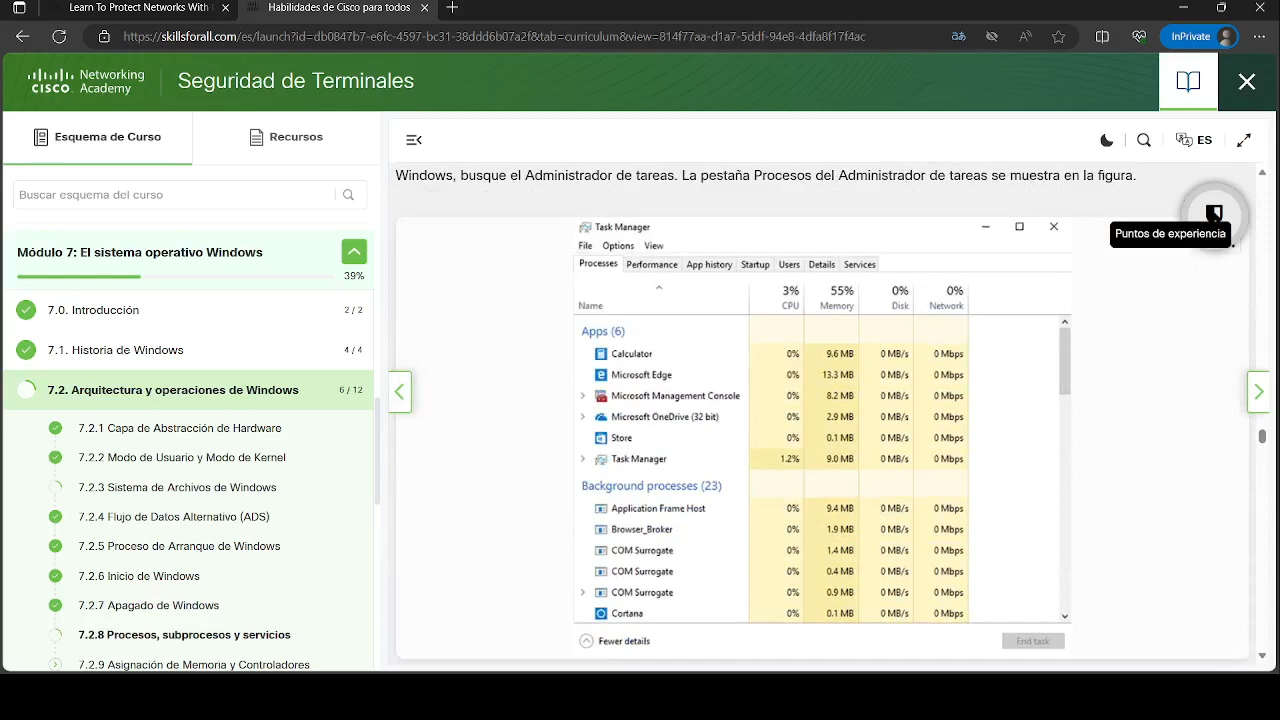 Learn To Protect Networks With
Habilidades de Cisco para todos
https://skillsforall.com/es/launch?id=db0847b7-e6fc-4597-bc31-38ddd6b07a2f&tab=curriculum&view=814f77aa-d1a7-5ddf-94e8-4dfa8f17f4ac
InPrivate
CISCO
Networking
Academy
Seguridad de Terminales
Esquema de Curso
Recursos
ES
Buscar esquema del curso
Módulo 7: El sistema operativo Windows
39%
7.0. Introducción 2 / 2
7.1. Historia de Windows 4 / 4
7.2. Arquitectura y operaciones de Windows 6 / 12
7.2.1 Capa de Abstracción de Hardware
7.2.2 Modo de Usuario y Modo de Kernel
7.2.3 Sistema de Archivos de Windows
7.2.4 Flujo de Datos Alternativo (ADS)
7.2.5 Proceso de Arranque de Windows
7.2.6 Inicio de Windows
7.2.7 Apagado de Windows
7.2.8 Procesos, subprocesos y servicios
7.2.9 Asignación de Memoria y Controladores
Windows, busque el Administrador de tareas. La pestaña Procesos del Administrador de tareas se muestra en la figura.
Puntos de experiencia
Task Manager
File Options View
Processes Performance App history Startup Users Details Services
3% 55% 0% 0%
Name CPU Memory Disk Network
Apps (6)
Calculator 0% 9.6 MB 0 MB/s 0 Mbps
Microsoft Edge 0% 13.3 MB 0 MB/s 0 Mbps
Microsoft Management Console 0% 8.2 MB 0 MB/s 0 Mbps
Microsoft OneDrive (32 bit) 0% 2.9 MB 0 MB/s 0 Mbps
Store 0% 0.1 MB 0 MB/s 0 Mbps
Task Manager 1.2% 9.0 MB 0 MB/s 0 Mbps
Background processes (23)
Application Frame Host 0% 9.4 MB 0 MB/s 0 Mbps
Browser_Broker 0% 1.9 MB 0 MB/s 0 Mbps
COM Surrogate 0% 1.4 MB 0 MB/s 0 Mbps
COM Surrogate 0% 0.4 MB 0 MB/s 0 Mbps
COM Surrogate 0% 0.9 MB 0 MB/s 0 Mbps
Cortana 0% 0.1 MB 0 MB/s 0 Mbps
Fewer details
End task